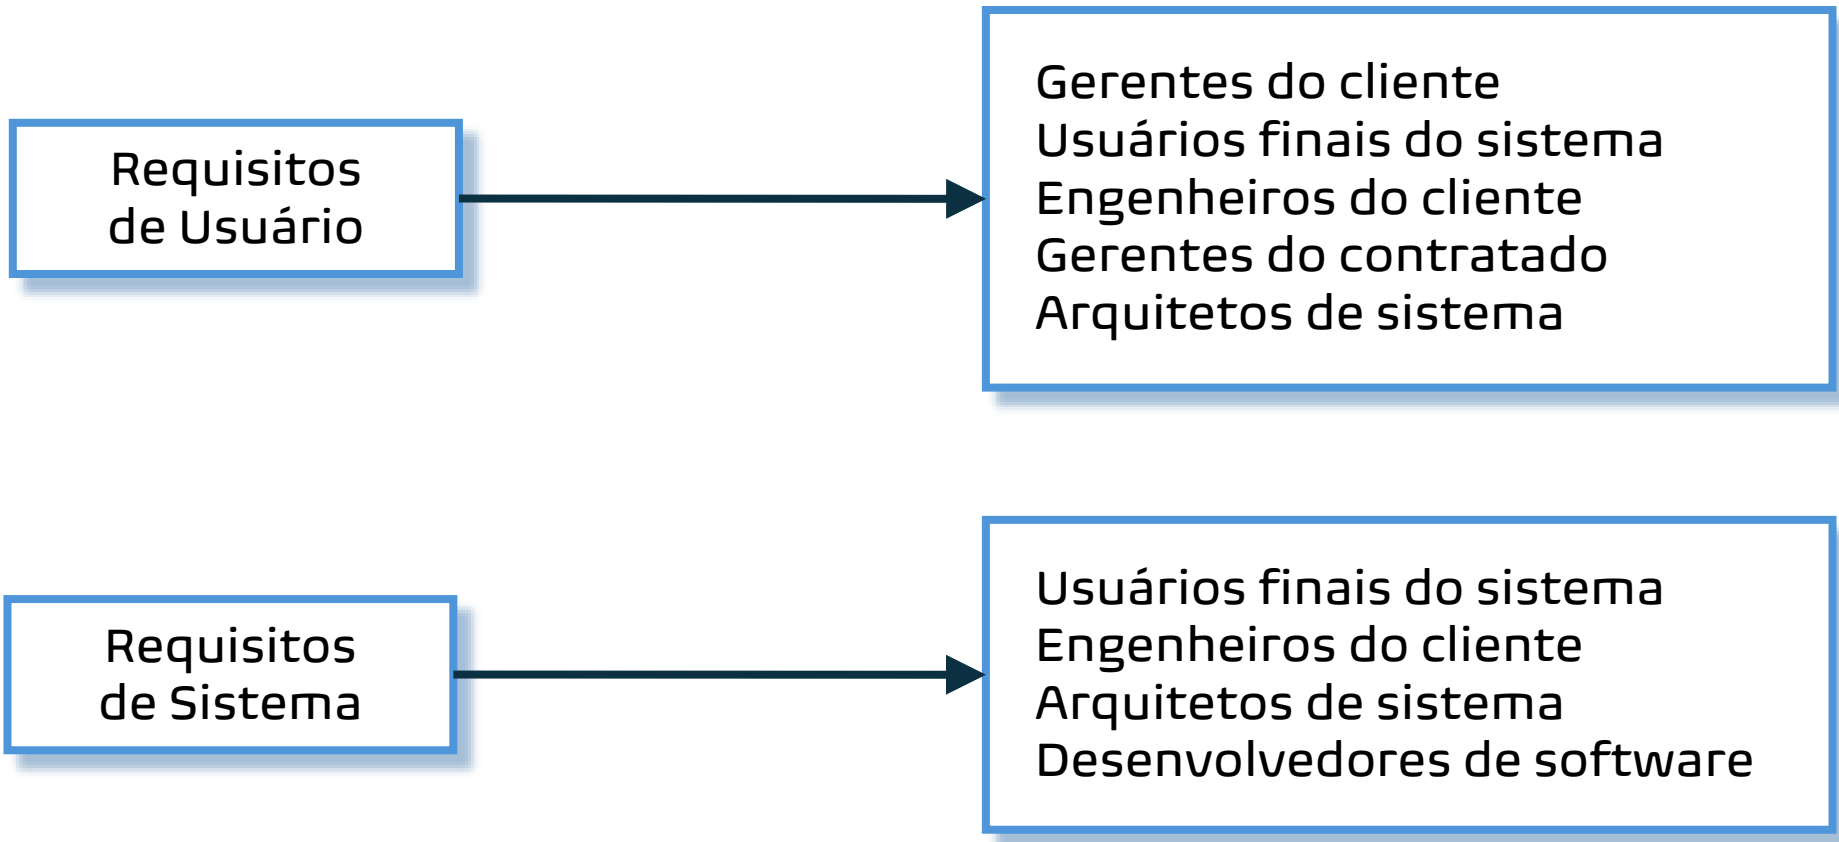 Requisitos
de Usuário
Gerentes do cliente
Usuários finais do sistema
Engenheiros do cliente
Gerentes do contratado
Arquitetos de sistema
Requisitos
de Sistema
Usuários finais do sistema
Engenheiros do cliente
Arquitetos de sistema
Desenvolvedores de software